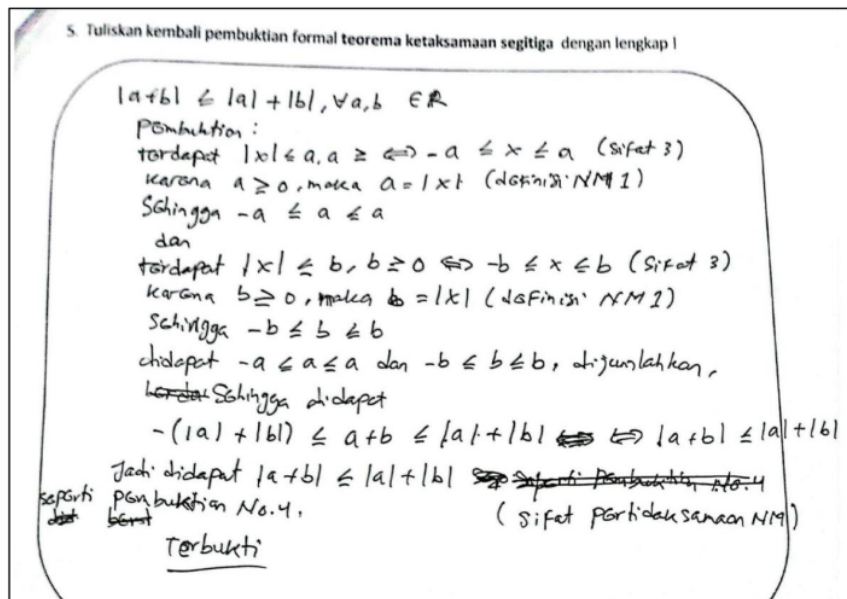 5. Tuliskan kembali pembuktian formal teorema ketaksamaan segitiga dengan lengkap !
|a+b| ≤ |a| + |b|, ∀a,b ∈ R
Pembuktian :
terdapat |x| ≤ a, a ≥ ⟺ -a ≤ x ≤ a (sifat 3)
karena a ≥ 0, maka a = |x| (definisi NM 1)
Sehingga -a ≤ a ≤ a
dan
terdapat |x| ≤ b, b ≥ 0 ⟺ -b ≤ x ≤ b (Sifat 3)
karena b ≥ 0, maka b = |x| (definisi NM 1)
Sehingga -b ≤ b ≤ b
didapat -a ≤ a ≤ a dan -b ≤ b ≤ b, dijumlahkan,
Sehingga didapat
-(|a| + |b|) ≤ a+b ≤ |a| + |b| ⟺ |a+b| ≤ |a| + |b|
Jadi didapat |a+b| ≤ |a| + |b|
seperti pembuktian No.4. (sifat pertidaksamaan NM)
Terbukti